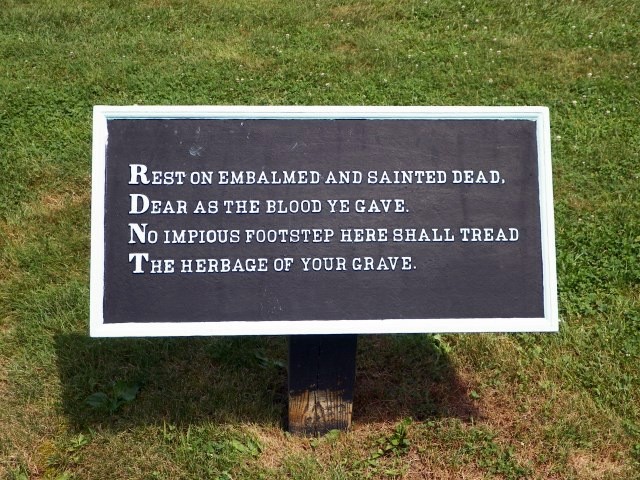 Rest on embalmed and sainted dead,
Dear as the blood ye gave.
No impious footstep here shall tread
The herbage of your grave.